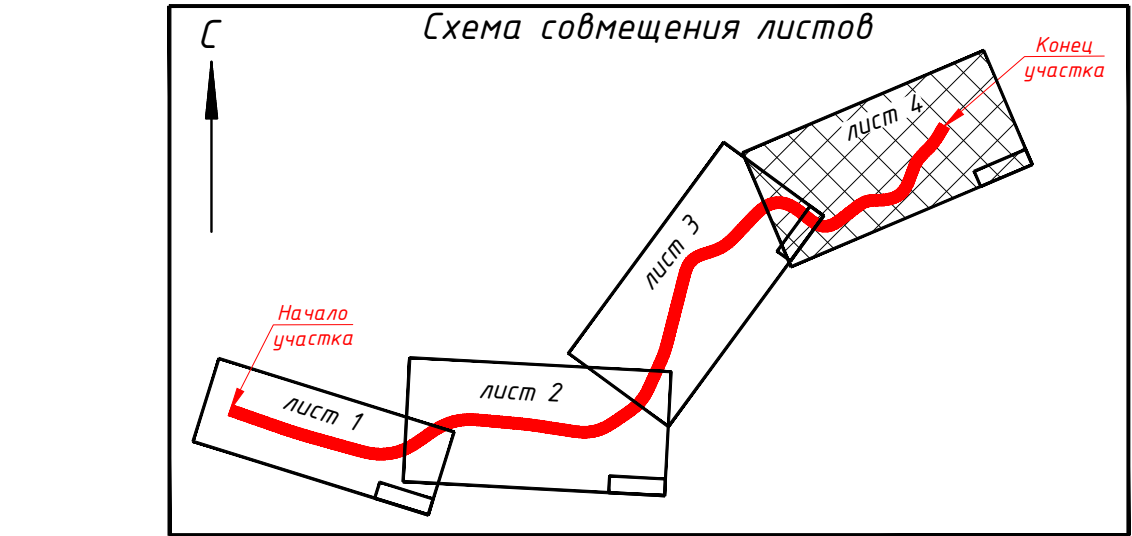 С
Схема совмещения листов
Конец
участка
лист 4
лист 3
Начало
участка
лист 2
лист 1